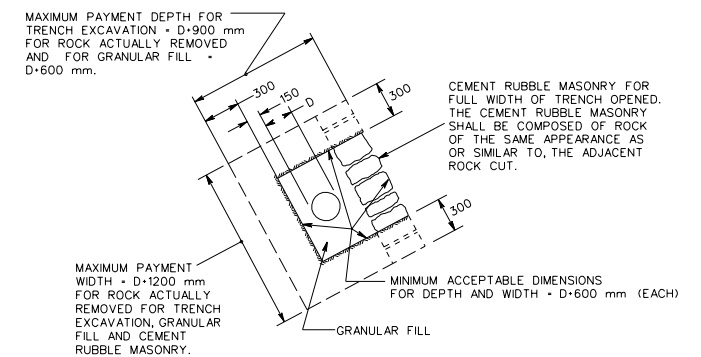 MAXIMUM PAYMENT DEPTH FOR
TRENCH EXCAVATION = D+900 mm
FOR ROCK ACTUALLY REMOVED
AND FOR GRANULAR FILL =
D+600 mm.
300
150
D
300
CEMENT RUBBLE MASONRY FOR
FULL WIDTH OF TRENCH OPENED.
THE CEMENT RUBBLE MASONRY
SHALL BE COMPOSED OF ROCK
OF THE SAME APPEARANCE AS
OR SIMILAR TO, THE ADJACENT
ROCK CUT.
300
MAXIMUM PAYMENT
WIDTH = D+1200 mm
FOR ROCK ACTUALLY
REMOVED FOR TRENCH
EXCAVATION, GRANULAR
FILL AND CEMENT
RUBBLE MASONRY.
MINIMUM ACCEPTABLE DIMENSIONS
FOR DEPTH AND WIDTH = D+600 mm (EACH)
GRANULAR FILL